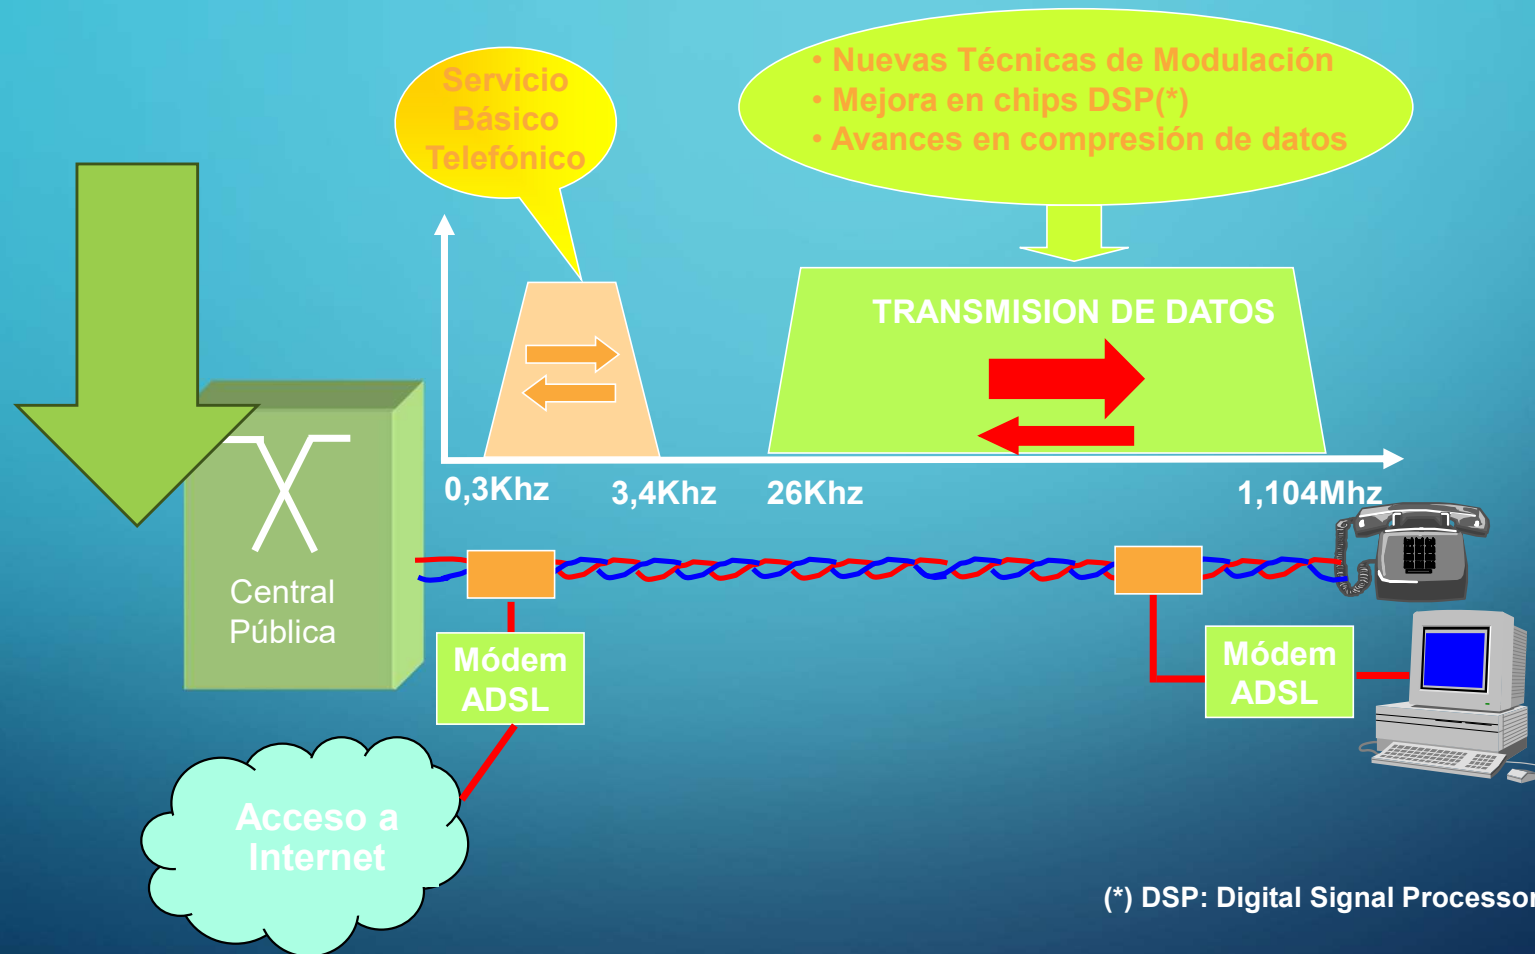 Servicio
Básico
Telefónico
• Nuevas Técnicas de Modulación
• Mejora en chips DSP(*)
• Avances en compresión de datos
TRANSMISION DE DATOS
0,3Khz
3,4Khz
26Khz
1,104Mhz
Central
Pública
Módem
ADSL
Módem
ADSL
Acceso a
Internet
(*) DSP: Digital Signal Processor